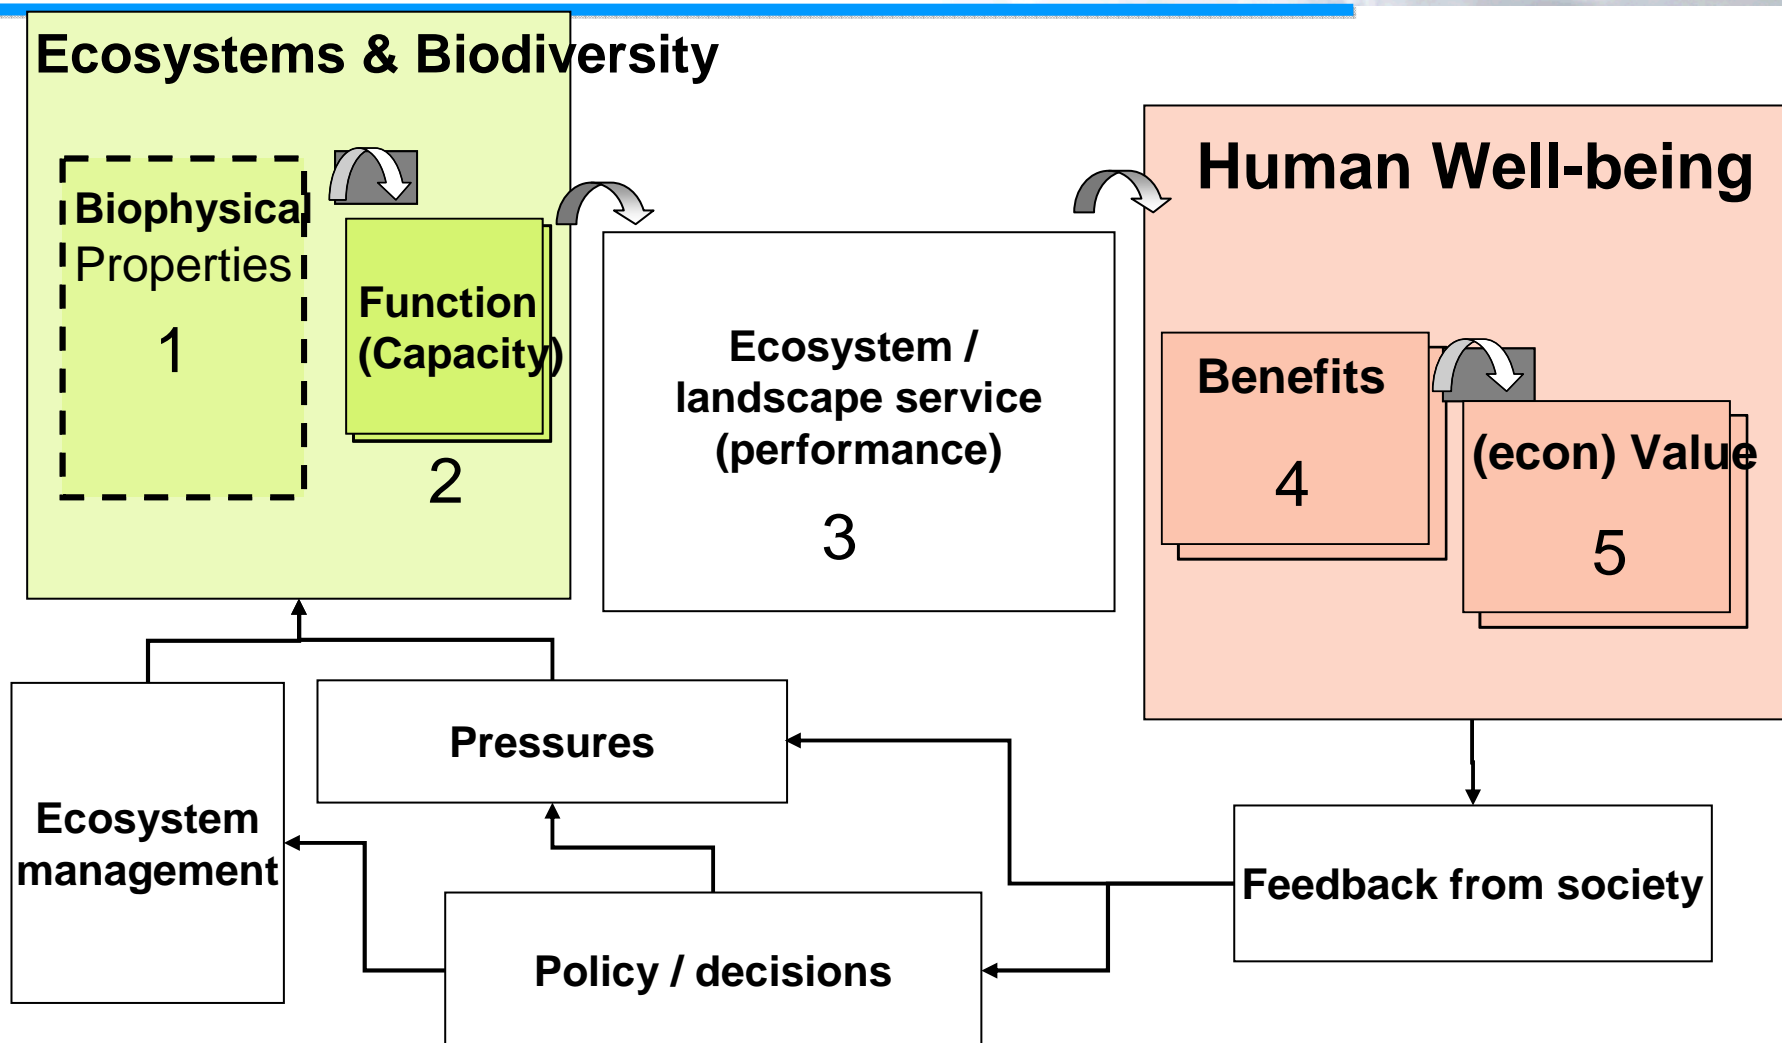 Ecosystems & Biodiversity
Biophysical
Properties
1
Function
(Capacity)
2
Ecosystem /
landscape service
(performance)
3
Human Well-being
Benefits
4
(econ) Value
5
Pressures
Ecosystem
management
Policy / decisions
Feedback from society